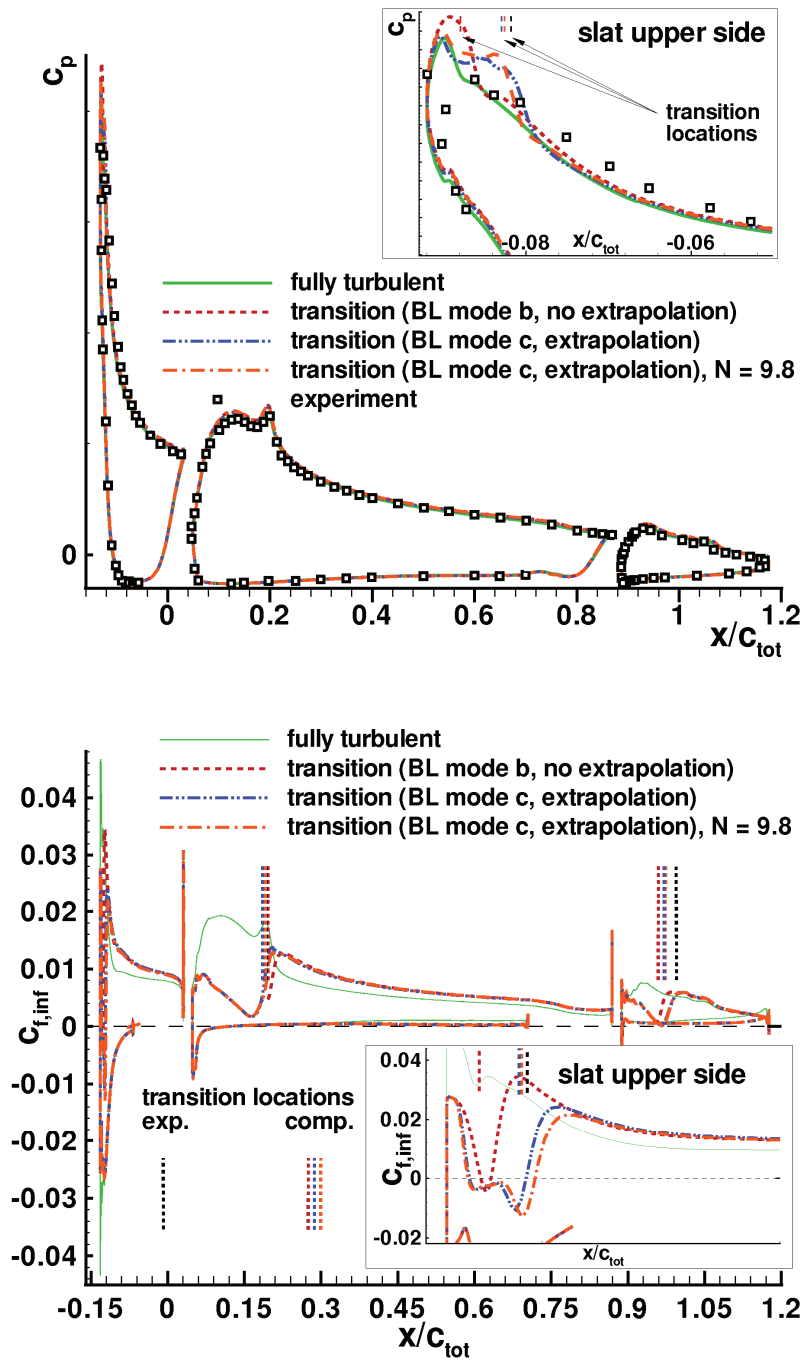 c_p
slat upper side
transition
locations
-0.08
x/c_tot
-0.06
c_p
fully turbulent
transition (BL mode b, no extrapolation)
transition (BL mode c, extrapolation)
transition (BL mode c, extrapolation), N = 9.8
experiment
0
0 0.2 0.4 0.6 0.8 1 1.2
x/c_tot
fully turbulent
transition (BL mode b, no extrapolation)
transition (BL mode c, extrapolation)
transition (BL mode c, extrapolation), N = 9.8
c_f,inf
0.04
0.03
0.02
0.01
0
-0.01
-0.02
-0.03
-0.04
transition locations
exp. comp.
slat upper side
c_f,inf
0.04
0.02
0
-0.02
x/c_tot
-0.15 0 0.15 0.3 0.45 0.6 0.75 0.9 1.05 1.2
x/c_tot